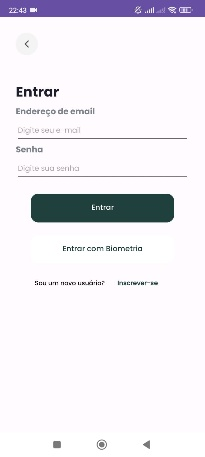 22:43
Entrar
Endereço de email
Digite seu e-mail
Senha
Digite sua senha
Entrar
Entrar com Biometria
Sou um novo usuário? Inscrever-se